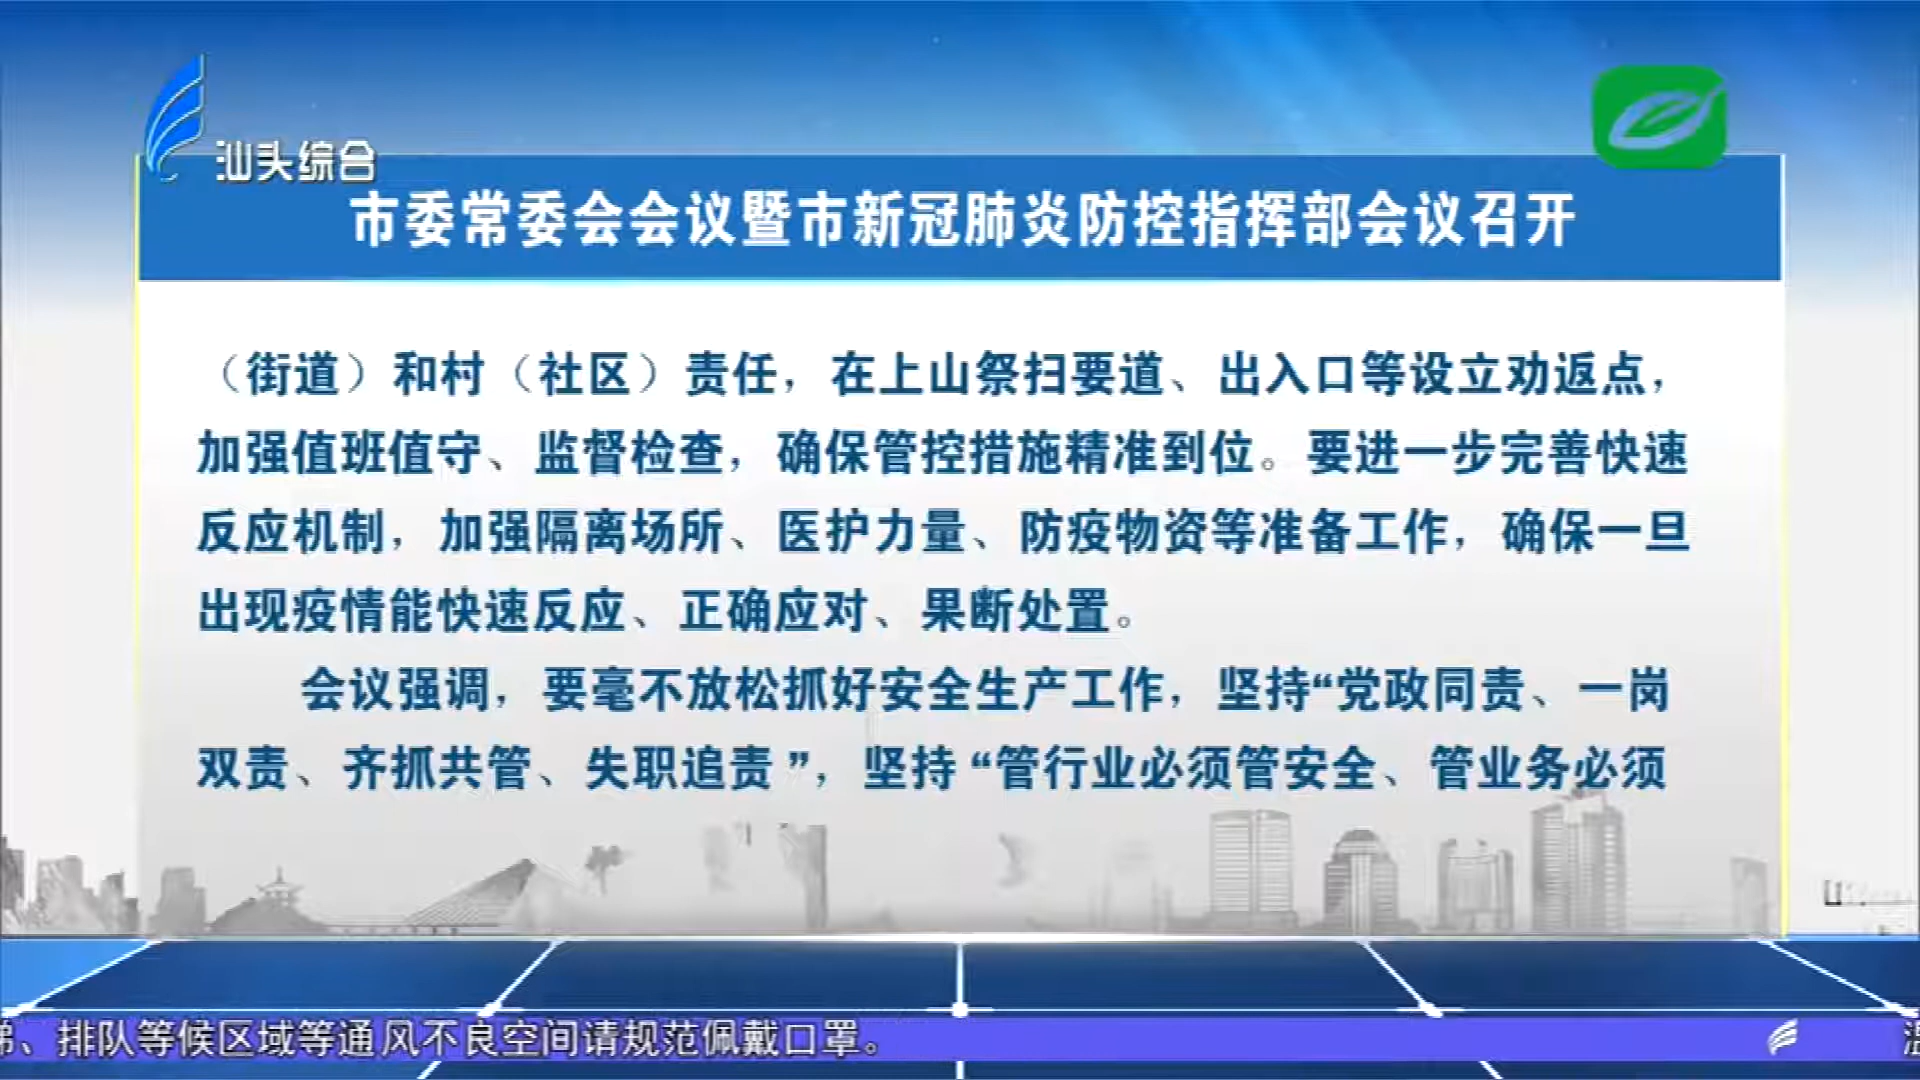 汕头综合
市委常委会会议暨市新冠肺炎防控指挥部会议召开
（街道）和村（社区）责任，在上山祭扫要道、出入口等设立劝返点，
加强值班值守、监督检查，确保管控措施精准到位。要进一步完善快速
反应机制，加强隔离场所、医护力量、防疫物资等准备工作，确保一旦
出现疫情能快速反应、正确应对、果断处置。
会议强调，要毫不放松抓好安全生产工作，坚持“党政同责、一岗
双责、齐抓共管、失职追责”，坚持“管行业必须管安全、管业务必须
、排队等候区域等通风不良空间请规范佩戴口罩。